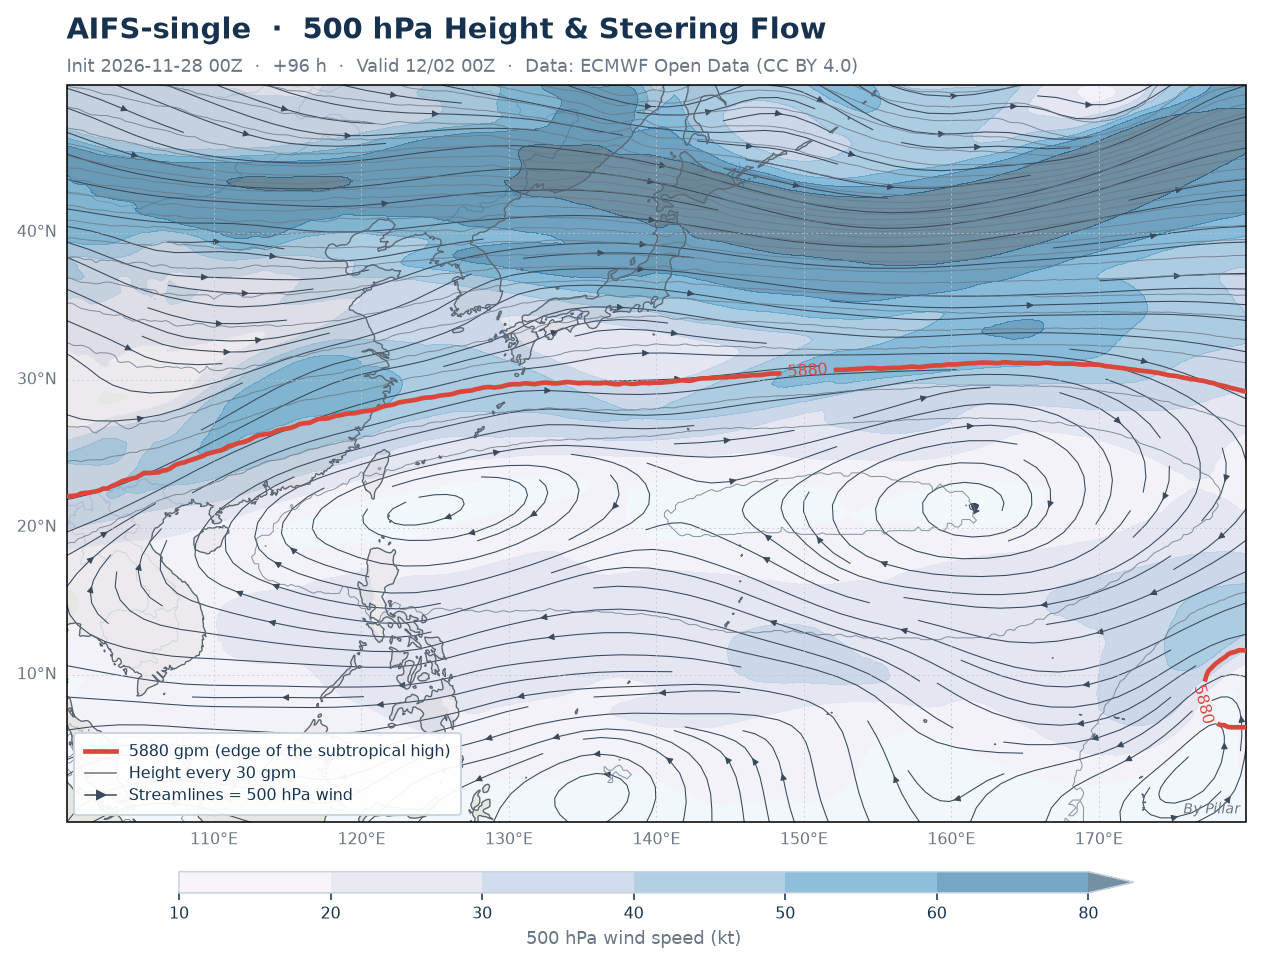 AIFS-single · 500 hPa Height & Steering Flow
Init 2026-11-28 00Z · +96 h · Valid 12/02 00Z · Data: ECMWF Open Data (CC BY 4.0)
40°N
30°N
20°N
10°N
5880
5880
5880 gpm (edge of the subtropical high)
Height every 30 gpm
Streamlines = 500 hPa wind
By Pillar
110°E 120°E 130°E 140°E 150°E 160°E 170°E
10 20 30 40 50 60 80
500 hPa wind speed (kt)